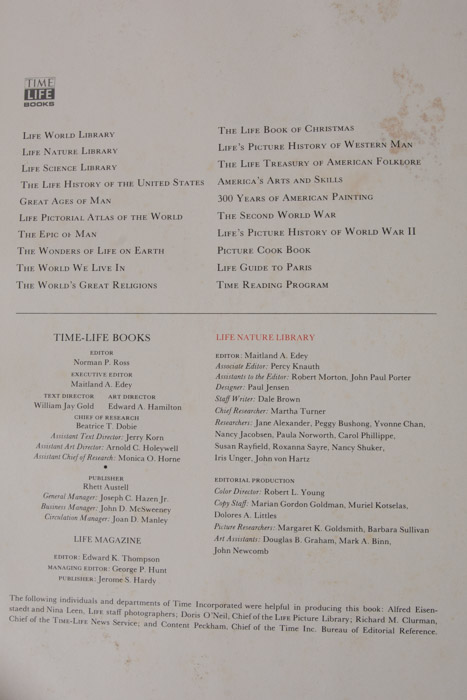 TIME
LIFE
BOOKS
LIFE WORLD LIBRARY
LIFE NATURE LIBRARY
LIFE SCIENCE LIBRARY
THE LIFE HISTORY OF THE UNITED STATES
GREAT AGES OF MAN
LIFE PICTORIAL ATLAS OF THE WORLD
THE EPIC OF MAN
THE WONDERS OF LIFE ON EARTH
THE WORLD WE LIVE IN
THE WORLD'S GREAT RELIGIONS
THE LIFE BOOK OF CHRISTMAS
LIFE'S PICTURE HISTORY OF WESTERN MAN
THE LIFE TREASURY OF AMERICAN FOLKLORE
AMERICA'S ARTS AND SKILLS
300 YEARS OF AMERICAN PAINTING
THE SECOND WORLD WAR
LIFE'S PICTURE HISTORY OF WORLD WAR II
PICTURE COOK BOOK
LIFE GUIDE TO PARIS
TIME READING PROGRAM
TIME-LIFE BOOKS
EDITOR
Norman P. Ross
EXECUTIVE EDITOR
Maitland A. Edey
TEXT DIRECTOR ART DIRECTOR
William Jay Gold Edward A. Hamilton
CHIEF OF RESEARCH
Beatrice T. Dobie
Assistant Text Director: Jerry Korn
Assistant Art Director: Arnold C. Holeywell
Assistant Chief of Research: Monica O. Horne
•
PUBLISHER
Rhett Austell
General Manager: Joseph C. Hazen Jr.
Business Manager: John D. McSweeney
Circulation Manager: Joan D. Manley
LIFE MAGAZINE
EDITOR: Edward K. Thompson
MANAGING EDITOR: George P. Hunt
PUBLISHER: Jerome S. Hardy
LIFE NATURE LIBRARY
EDITOR: Maitland A. Edey
Associate Editor: Percy Knauth
Assistants to the Editor: Robert Morton, John Paul Porter
Designer: Paul Jensen
Staff Writer: Dale Brown
Chief Researcher: Martha Turner
Researchers: Jane Alexander, Peggy Bushong, Yvonne Chan,
Nancy Jacobsen, Paula Norworth, Carol Phillippe,
Susan Rayfield, Roxanna Sayre, Nancy Shuker,
Iris Unger, John von Hartz
EDITORIAL PRODUCTION
Color Director: Robert L. Young
Copy Staff: Marian Gordon Goldman, Muriel Kotselas,
Dolores A. Littles
Picture Researchers: Margaret K. Goldsmith, Barbara Sullivan
Art Assistants: Douglas B. Graham, Mark A. Binn,
John Newcomb
The following individuals and departments of Time Incorporated were helpful in producing this book: Alfred Eisen-
staedt and Nina Leen, LIFE staff photographers; Doris O'Neil, Chief of the LIFE Picture Library; Richard M. Clurman,
Chief of the TIME-LIFE News Service; and Content Peckham, Chief of the Time Inc. Bureau of Editorial Reference.